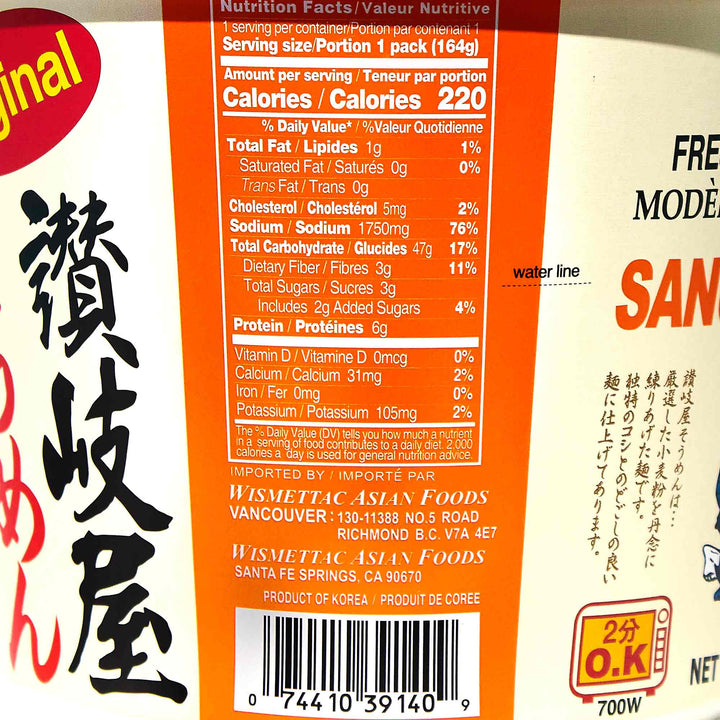 ginal
讃岐屋
うめん
Nutrition Facts/Valeur Nutritive
1 serving per container/Portion par contenant 1
Serving size/Portion 1 pack (164g)
Amount per serving / Teneur par portion
Calories / Calories 220
% Daily Value* / %Valeur Quotidienne
Total Fat / Lipides 1g 1%
Saturated Fat / Saturés 0g 0%
Trans Fat / Trans 0g
Cholesterol / Cholestérol 5mg 2%
Sodium / Sodium 1750mg 76%
Total Carbohydrate / Glucides 47g 17%
Dietary Fiber / Fibres 3g 11%
Total Sugars / Sucres 3g
Includes 2g Added Sugars 4%
Protein / Protéines 6g
Vitamin D / Vitamine D 0mcg 0%
Calcium / Calcium 31mg 2%
Iron / Fer 0mg 0%
Potassium / Potassium 105mg 2%
The % Daily Value (DV) tells you how much a nutrient
in a serving of food contributes to a daily diet. 2,000
calories a day is used for general nutrition advice.
IMPORTED BY / IMPORTÉ PAR
WISMETTAC ASIAN FOODS
VANCOUVER: 130-11388 NO.5 ROAD
RICHMOND B.C. V7A 4E7
WISMETTAC ASIAN FOODS
SANTA FE SPRINGS, CA 90670
PRODUCT OF KOREA / PRODUIT DE COREE
0 74410 39140 9
water line
FRE
MODÈ
SAN
讃岐屋そうめんは…
厳選した小麦粉を丹念に
練りあげた麺です。
独特のコシとのどごしの良い
麺に仕上げてあります。
2分
O.K
700W
NET